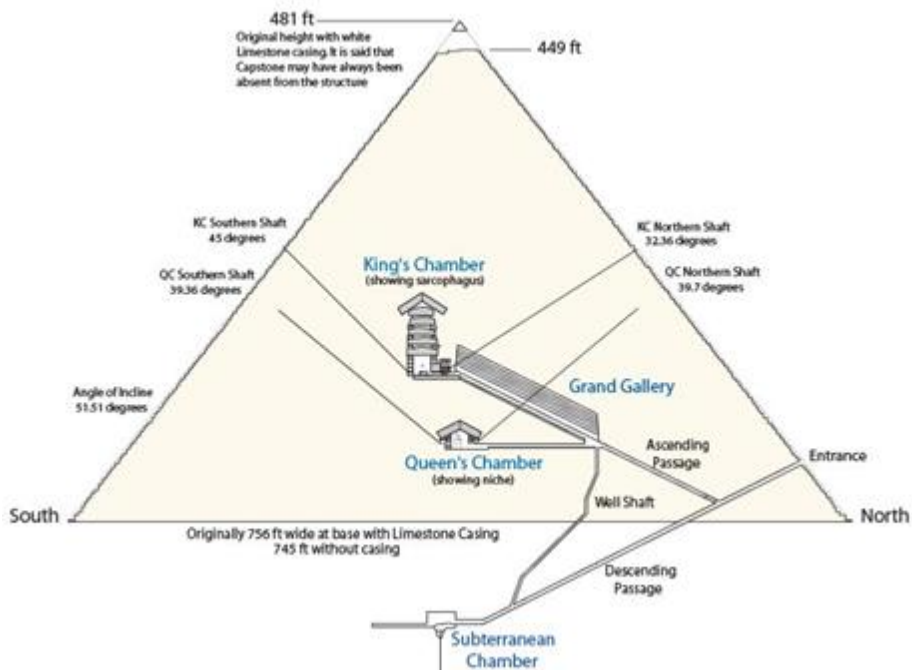 481 ft
Original height with white
Limestone casing. It is said that
Capstone may have always been
absent from the structure
449 ft
KC Southern Shaft
45 degrees
KC Northern Shaft
32.36 degrees
King's Chamber
(showing sarcophagus)
QC Southern Shaft
39.36 degrees
QC Northern Shaft
39.7 degrees
Grand Gallery
Angle of Incline
51.51 degrees
Ascending
Passage
Entrance
Queen's Chamber
(showing niche)
Well Shaft
South
North
Originally 756 ft wide at base with Limestone Casing
745 ft without casing
Descending
Passage
Subterranean
Chamber